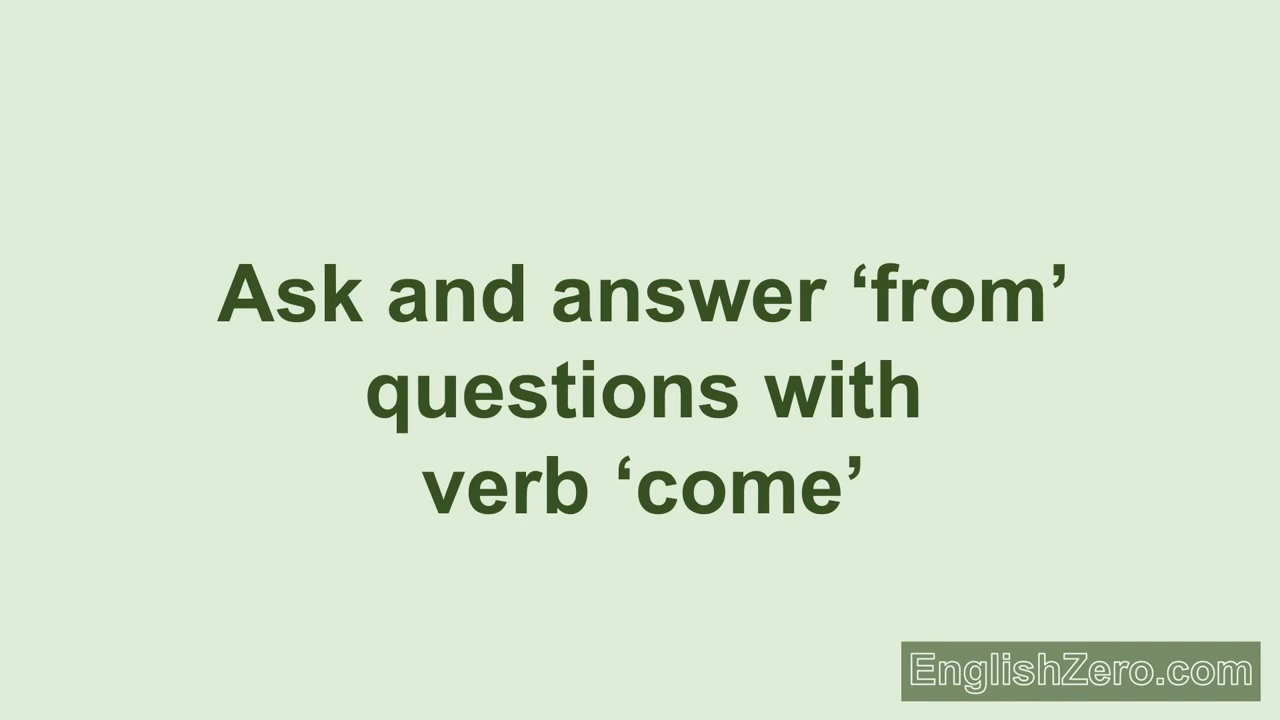 Ask and answer ‘from’
questions with
verb ‘come’
EnglishZero.com